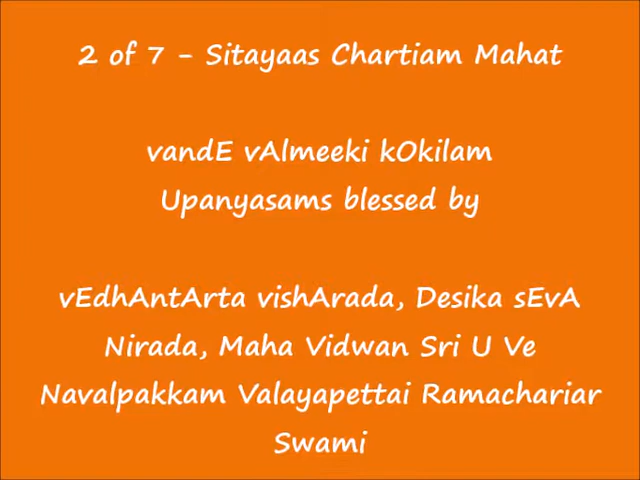 2 of 7 - Sitayaas Chartiam Mahat
vandE vAlmeeki kOkilam
Upanyasams blessed by
vEdhAntArta vishArada, Desika sEvA
Nirada, Maha Vidwan Sri U Ve
Navalpakkam Valayapettai Ramachariar
Swami